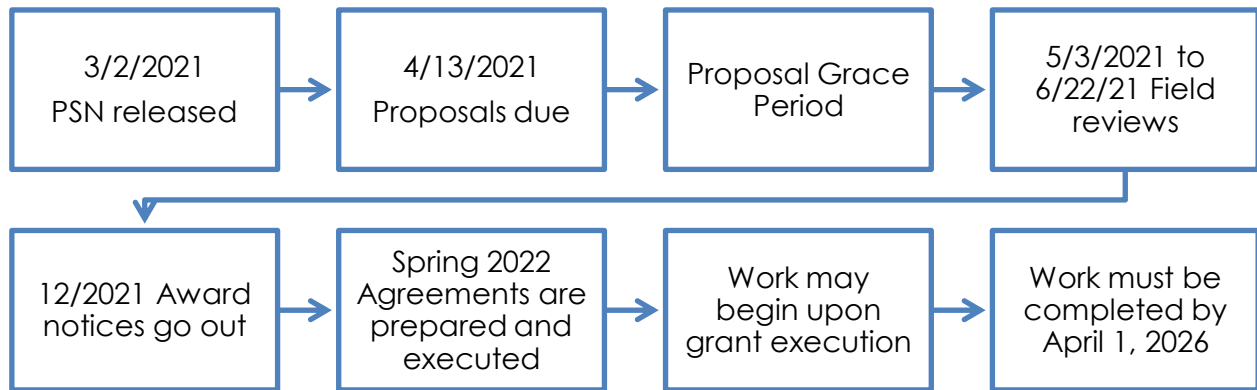 3/2/2021
PSN released
4/13/2021
Proposals due
Proposal Grace
Period
5/3/2021 to
6/22/21 Field
reviews
12/2021 Award
notices go out
Spring 2022
Agreements are
prepared and
executed
Work may
begin upon
grant execution
Work must be
completed by
April 1, 2026